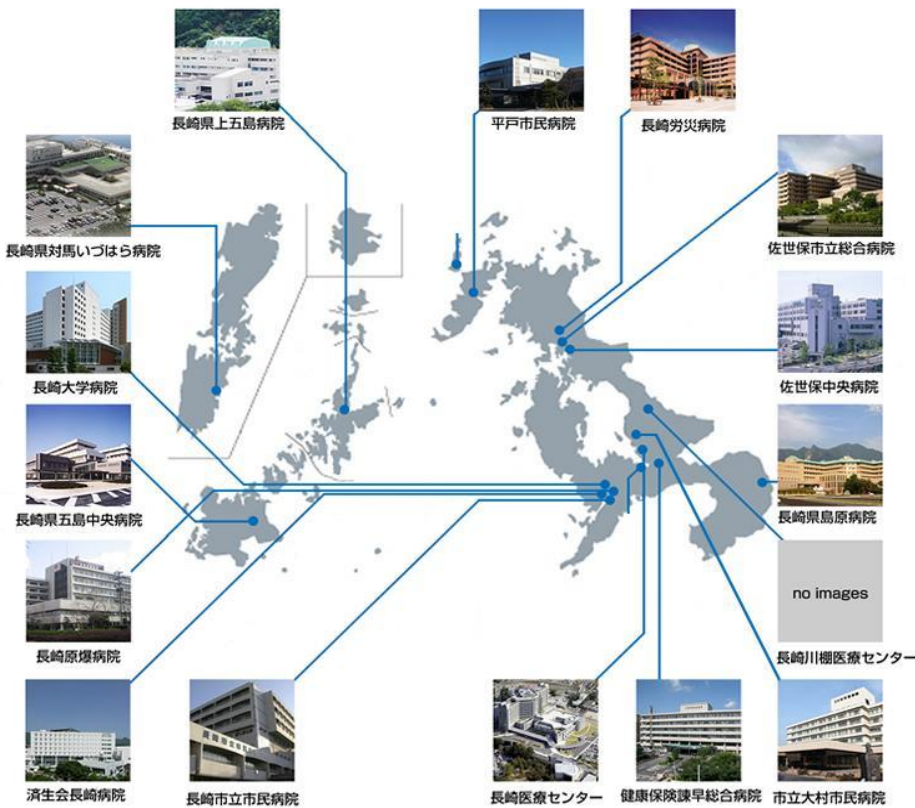 長崎県上五島病院
平戸市民病院
長崎労災病院
長崎県対馬いづはら病院
佐世保市立総合病院
長崎大学病院
佐世保中央病院
長崎県五島中央病院
長崎県島原病院
no images
長崎原爆病院
長崎川棚医療センター
済生会長崎病院
長崎市立市民病院
長崎医療センター
健康保険諫早総合病院
市立大村市民病院